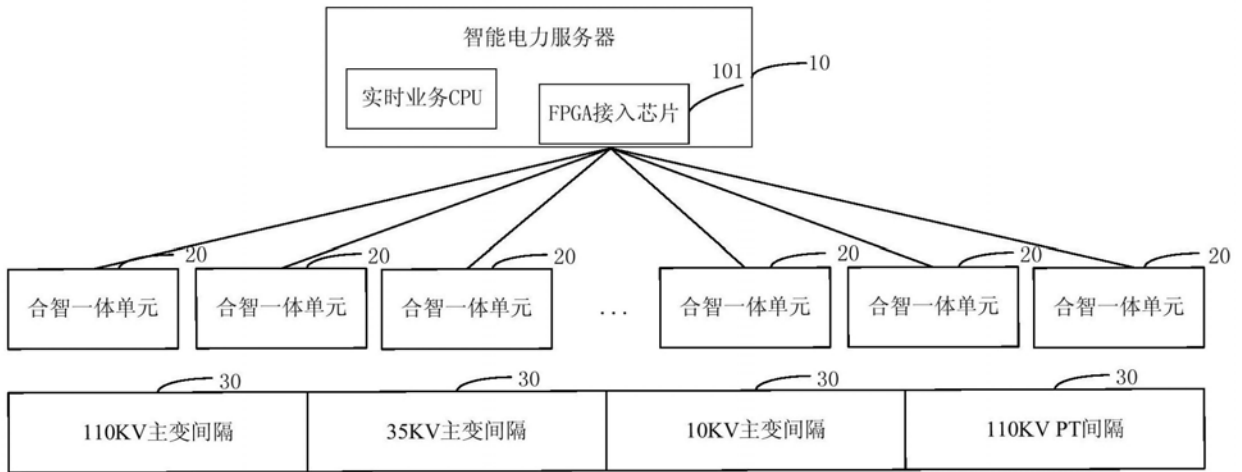 智能电力服务器
101
10
实时业务CPU
FPGA接入芯片
20 20 20 20 20 20
合智一体单元 合智一体单元 合智一体单元 ... 合智一体单元 合智一体单元 合智一体单元
30 30 30 30
110KV主变间隔 35KV主变间隔 10KV主变间隔 110KV PT间隔